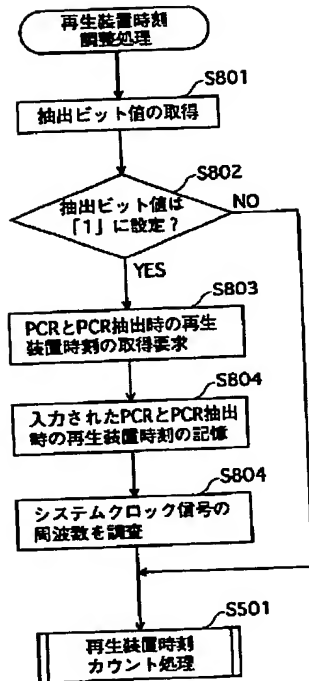 再生装置時刻
調整処理
S801
抽出ビット値の取得
S802
抽出ビット値は
「1」に設定?
NO
YES
S803
PCRとPCR抽出時の再生
装置時刻の取得要求
S804
入力されたPCRとPCR抽出
時の再生装置時刻の記憶
S804
システムクロック信号の
周波数を調査
S501
再生装置時刻
カウント処理